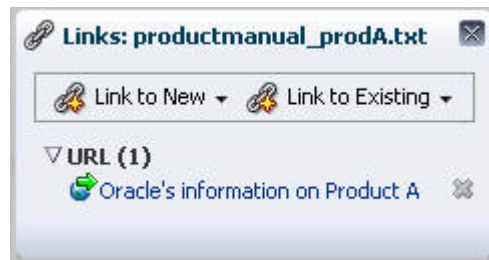 Links: productmanual_prodA.txt
Link to New Link to Existing
URL (1)
Oracle's information on Product A